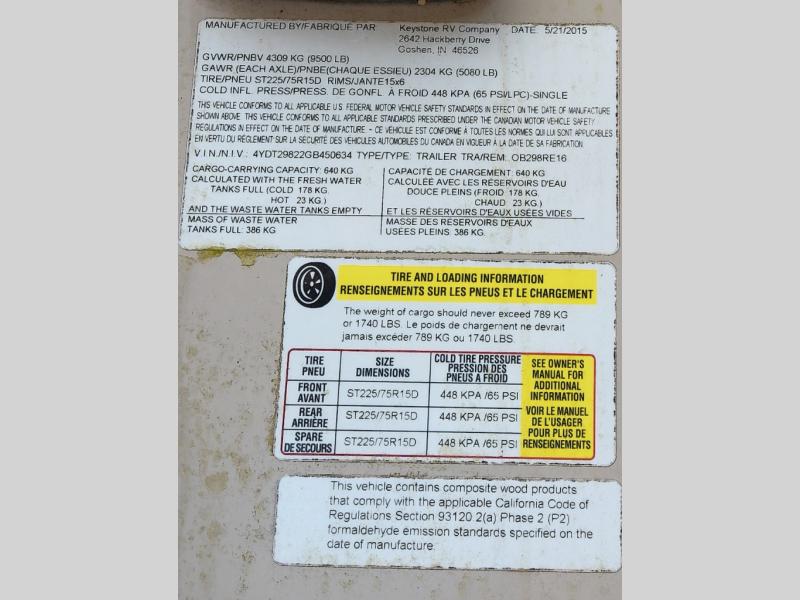 MANUFACTURED BY/FABRIQUÉ PAR Keystone RV Company DATE: 5/21/2015
2642 Hackberry Drive
Goshen, IN 46526
GVWR/PNBV 4309 KG (9500 LB)
GAWR (EACH AXLE)/PNBE(CHAQUE ESSIEU) 2304 KG (5080 LB)
TIRE/PNEU ST225/75R15D RIMS/JANTE15x6
COLD INFL. PRESS/PRESS. DE GONFL. À FROID 448 KPA (65 PSI/LPC)-SINGLE
THIS VEHICLE CONFORMS TO ALL APPLICABLE U.S. FEDERAL MOTOR VEHICLE SAFETY STANDARDS IN EFFECT ON THE DATE OF MANUFACTURE
SHOWN ABOVE. THIS VEHICLE CONFORMS TO ALL APPLICABLE STANDARDS PRESCRIBED UNDER THE CANADIAN MOTOR VEHICLE SAFETY
REGULATIONS IN EFFECT ON THE DATE OF MANUFACTURE. - CE VÉHICULE EST CONFORME À TOUTES LES NORMES QUI LUI SONT APPLICABLES
EN VERTU DU RÈGLEMENT SUR LA SÉCURITÉ DES VÉHICULES AUTOMOBILES DU CANADA EN VIGUEUR À LA DATE DE SA FABRICATION.
V.I.N./N.I.V.: 4YDT29822GB450634 TYPE/TYPE: TRAILER TRA/REM: OB298RE16
CARGO-CARRYING CAPACITY: 640 KG
CALCULATED WITH THE FRESH WATER
TANKS FULL (COLD 178 KG.
HOT 23 KG.)
AND THE WASTE WATER TANKS EMPTY
MASS OF WASTE WATER
TANKS FULL: 386 KG
CAPACITÉ DE CHARGEMENT: 640 KG
CALCULÉE AVEC LES RÉSERVOIRS D'EAU
DOUCE PLEINS (FROID 178 KG.
CHAUD 23 KG.)
ET LES RÉSERVOIRS D'EAUX USÉES VIDES
MASSE DES RÉSERVOIRS D'EAUX
USÉES PLEINS: 386 KG.
TIRE AND LOADING INFORMATION
RENSEIGNEMENTS SUR LES PNEUS ET LE CHARGEMENT
The weight of cargo should never exceed 789 KG
or 1740 LBS. Le poids de chargement ne devrait
jamais excéder 789 KG ou 1740 LBS.
TIRE
PNEU
SIZE
DIMENSIONS
COLD TIRE PRESSURE
PRESSION DES
PNEUS A FROID
FRONT
AVANT
ST225/75R15D
448 KPA /65 PSI
REAR
ARRIÈRE
ST225/75R15D
448 KPA /65 PSI
SPARE
DE SECOURS
ST225/75R15D
448 KPA /65 PSI
SEE OWNER'S
MANUAL FOR
ADDITIONAL
INFORMATION
VOIR LE MANUEL
DE L'USAGER
POUR PLUS DE
RENSEIGNEMENTS
This vehicle contains composite wood products
that comply with the applicable California Code of
Regulations Section 93120.2(a) Phase 2 (P2)
formaldehyde emission standards specified on the
date of manufacture.